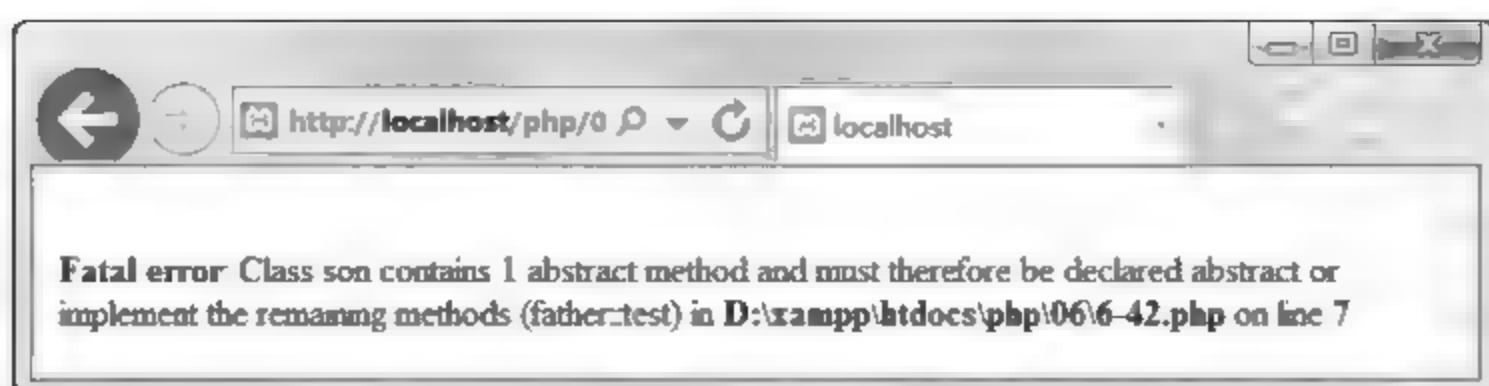 http://localhost/php/0
localhost
Fatal error: Class son contains 1 abstract method and must therefore be declared abstract or
implement the remaining methods (father::test) in D:\xampp\htdocs\php\06\6-42.php on line 7